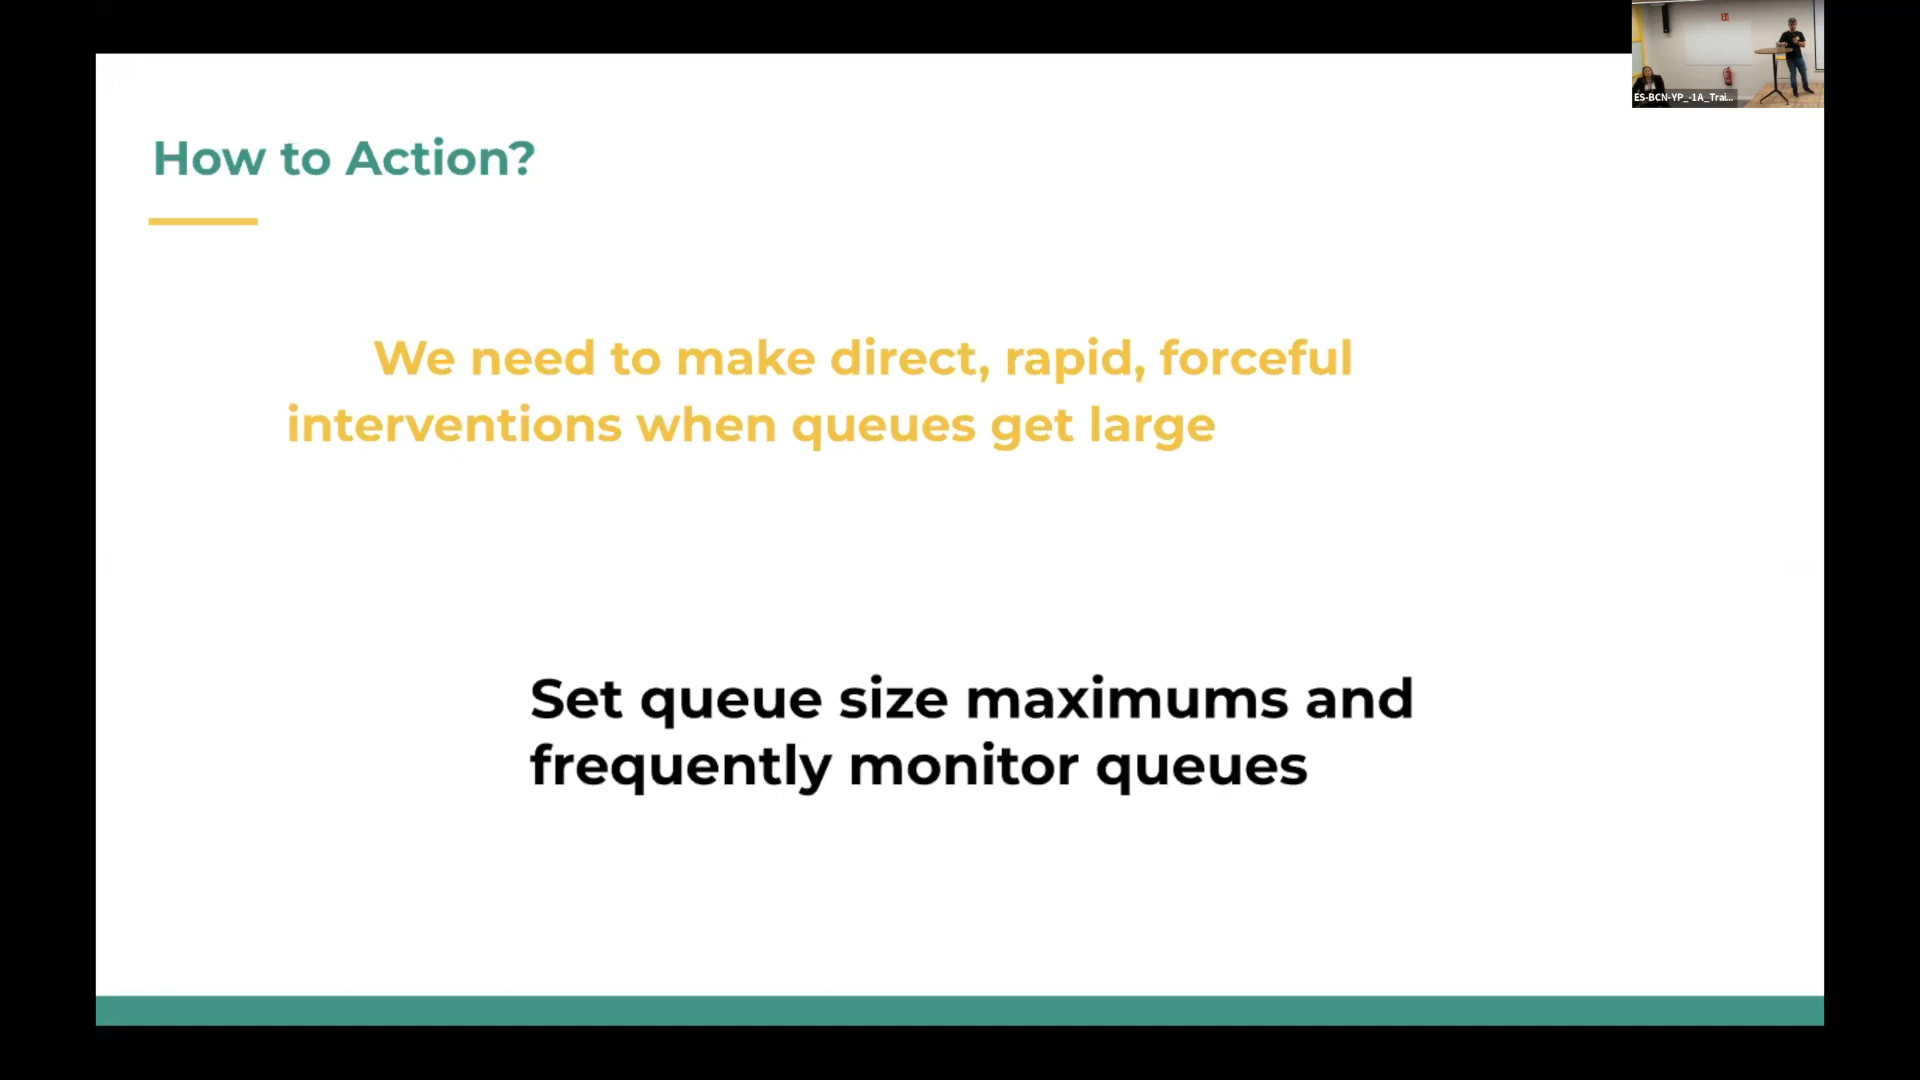 How to Action?
We need to make direct, rapid, forceful
interventions when queues get large
Set queue size maximums and
frequently monitor queues
ES-BCN-YP_-1A_Trai...